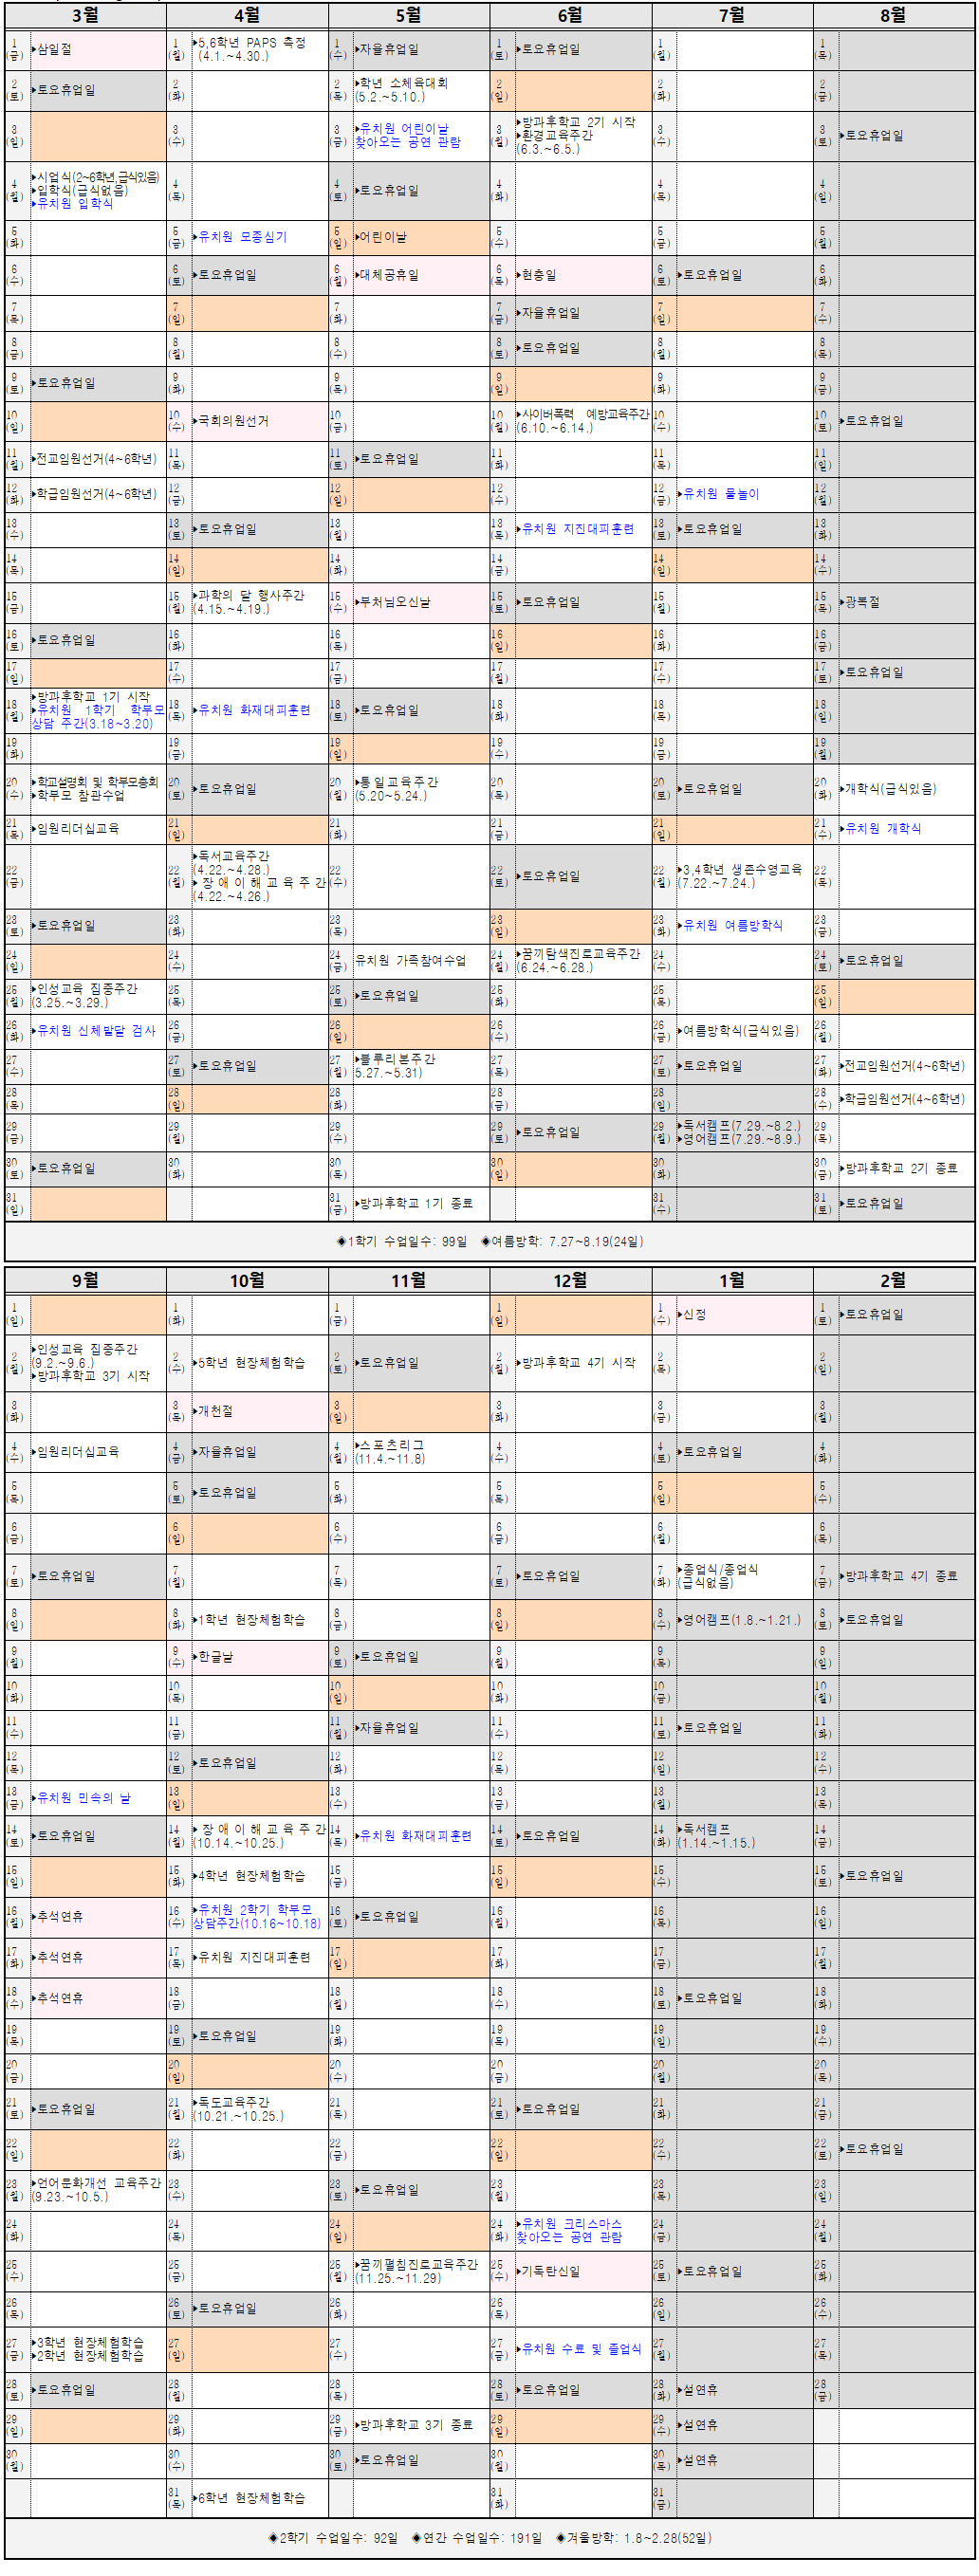 3월 4월 5월 6월 7월 8월
1 (금) ▸삼일절 1 (월) ▸5,6학년 PAPS 측정 (4.1.~4.30.) 1 (수) ▸자율휴업일 1 (토) ▸토요휴업일 1 (월) 1 (목)
2 (토) ▸토요휴업일 2 (화) 2 (목) ▸학년 소체육대회 (5.2.~5.10.) 2 (일) 2 (화) 2 (금)
3 (일) 3 (수) 3 (금) ▸유치원 어린이날 찾아오는 공연 관람 3 (월) ▸방과후학교 2기 시작 ▸환경교육주간 (6.3.~6.5.) 3 (수) 3 (토) ▸토요휴업일
4 (월) ▸시업식(2~6학년,급식있음) ▸입학식(급식없음) ▸유치원 입학식 4 (목) 4 (토) ▸토요휴업일 4 (화) 4 (목) 4 (일)
5 (화) 5 (금) ▸유치원 모종심기 5 (일) ▸어린이날 5 (수) 5 (금) 5 (월)
6 (수) 6 (토) ▸토요휴업일 6 (월) ▸대체공휴일 6 (목) ▸현충일 6 (토) ▸토요휴업일 6 (화)
7 (목) 7 (일) 7 (화) 7 (금) ▸자율휴업일 7 (일) 7 (수)
8 (금) 8 (월) 8 (수) 8 (토) ▸토요휴업일 8 (월) 8 (목)
9 (토) ▸토요휴업일 9 (화) 9 (목) 9 (일) 9 (화) 9 (금)
10 (일) 10 (수) ▸국회의원선거 10 (금) 10 (월) ▸사이버폭력 예방교육주간 (6.10.~6.14.) 10 (수) 10 (토) ▸토요휴업일
11 (월) ▸전교임원선거(4~6학년) 11 (목) 11 (토) ▸토요휴업일 11 (화) 11 (목) 11 (일)
12 (화) ▸학급임원선거(4~6학년) 12 (금) 12 (일) 12 (수) 12 (금) ▸유치원 물놀이 12 (월)
13 (수) 13 (토) ▸토요휴업일 13 (월) 13 (목) ▸유치원 지진대피훈련 13 (토) ▸토요휴업일 13 (화)
14 (목) 14 (일) 14 (화) 14 (금) 14 (일) 14 (수)
15 (금) 15 (월) ▸과학의 달 행사주간 (4.15.~4.19.) 15 (수) ▸부처님오신날 15 (토) ▸토요휴업일 15 (월) 15 (목) ▸광복절
16 (토) ▸토요휴업일 16 (화) 16 (목) 16 (일) 16 (화) 16 (금)
17 (일) 17 (수) 17 (금) 17 (월) 17 (수) 17 (토) ▸토요휴업일
18 (월) ▸방과후학교 1기 시작 ▸유치원 1학기 학부모 상담 주간(3.18~3.20) 18 (목) ▸유치원 화재대피훈련 18 (토) ▸토요휴업일 18 (화) 18 (목) 18 (일)
19 (화) 19 (금) 19 (일) 19 (수) 19 (금) 19 (월)
20 (수) ▸학교설명회 및 학부모총회 ▸학부모 참관수업 20 (토) ▸토요휴업일 20 (월) ▸통일교육주간 (5.20~5.24.) 20 (목) 20 (토) ▸토요휴업일 20 (화) ▸개학식(급식있음)
21 (목) ▸임원리더십교육 21 (일) 21 (화) 21 (금) 21 (일) 21 (수) ▸유치원 개학식
22 (금) 22 (월) ▸독서교육주간 (4.22.~4.28.) ▸장애이해교육주간 (4.22.~4.26.) 22 (수) 22 (토) ▸토요휴업일 22 (월) ▸3,4학년 생존수영교육 (7.22.~7.24.) 22 (목)
23 (토) ▸토요휴업일 23 (화) 23 (목) 23 (일) 23 (화) ▸유치원 여름방학식 23 (금)
24 (일) 24 (수) 24 (금) 유치원 가족참여수업 24 (월) ▸꿈끼탐색진로교육주간 (6.24.~6.28.) 24 (수) 24 (토) ▸토요휴업일
25 (월) ▸인성교육 집중주간 (3.25.~3.29.) 25 (목) 25 (토) ▸토요휴업일 25 (화) 25 (목) 25 (일)
26 (화) ▸유치원 신체발달 검사 26 (금) 26 (일) 26 (수) 26 (금) ▸여름방학식(급식있음) 26 (월)
27 (수) 27 (토) ▸토요휴업일 27 (월) ▸블루리본주간 5.27.~5.31) 27 (목) 27 (토) ▸토요휴업일 27 (화) ▸전교임원선거(4~6학년)
28 (목) 28 (일) 28 (화) 28 (금) 28 (일) 28 (수) ▸학급임원선거(4~6학년)
29 (금) 29 (월) 29 (수) 29 (토) ▸토요휴업일 29 (월) ▸독서캠프(7.29.~8.2.) ▸영어캠프(7.29.~8.9.) 29 (목)
30 (토) ▸토요휴업일 30 (화) 30 (목) 30 (일) 30 (화) 30 (금) ▸방과후학교 2기 종료
31 (일) 31 (금) ▸방과후학교 1기 종료 31 (수) 31 (토) ▸토요휴업일
◈1학기 수업일수: 99일 ◈여름방학: 7.27~8.19(24일)
9월 10월 11월 12월 1월 2월
1 (일) 1 (화) 1 (금) 1 (일) 1 (수) ▸신정 1 (토) ▸토요휴업일
2 (월) ▸인성교육 집중주간 (9.2.~9.6.) ▸방과후학교 3기 시작 2 (수) ▸5학년 현장체험학습 2 (토) ▸토요휴업일 2 (월) ▸방과후학교 4기 시작 2 (목) 2 (일)
3 (화) 3 (목) ▸개천절 3 (일) 3 (화) 3 (금) 3 (월)
4 (수) ▸임원리더십교육 4 (금) ▸자율휴업일 4 (월) ▸스포츠리그 (11.4.~11.8) 4 (수) 4 (토) ▸토요휴업일 4 (화)
5 (목) 5 (토) ▸토요휴업일 5 (화) 5 (목) 5 (일) 5 (수)
6 (금) 6 (일) 6 (수) 6 (금) 6 (월) 6 (목)
7 (토) ▸토요휴업일 7 (월) 7 (목) 7 (토) ▸토요휴업일 7 (화) ▸종업식/졸업식 (급식없음) 7 (금) ▸방과후학교 4기 종료
8 (일) 8 (화) ▸1학년 현장체험학습 8 (금) 8 (일) 8 (수) ▸영어캠프(1.8.~1.21.) 8 (토) ▸토요휴업일
9 (월) 9 (수) ▸한글날 9 (토) ▸토요휴업일 9 (월) 9 (목) 9 (일)
10 (화) 10 (목) 10 (일) 10 (화) 10 (금) 10 (월)
11 (수) 11 (금) 11 (월) ▸자율휴업일 11 (수) 11 (토) ▸토요휴업일 11 (화)
12 (목) 12 (토) ▸토요휴업일 12 (화) 12 (목) 12 (일) 12 (수)
13 (금) ▸유치원 민속의 날 13 (일) 13 (수) 13 (금) 13 (월) 13 (목)
14 (토) ▸토요휴업일 14 (월) ▸장애이해교육주간 (10.14.~10.25.) 14 (목) ▸유치원 화재대피훈련 14 (토) ▸토요휴업일 14 (화) ▸독서캠프 (1.14.~1.15.) 14 (금)
15 (일) 15 (화) ▸4학년 현장체험학습 15 (금) 15 (일) 15 (수) 15 (토) ▸토요휴업일
16 (월) ▸추석연휴 16 (수) ▸유치원 2학기 학부모 상담주간(10.16~10.18) 16 (토) ▸토요휴업일 16 (월) 16 (목) 16 (일)
17 (화) ▸추석연휴 17 (목) ▸유치원 지진대피훈련 17 (일) 17 (화) 17 (금) 17 (월)
18 (수) ▸추석연휴 18 (금) 18 (월) 18 (수) 18 (토) ▸토요휴업일 18 (화)
19 (목) 19 (토) ▸토요휴업일 19 (화) 19 (목) 19 (일) 19 (수)
20 (금) 20 (일) 20 (수) 20 (금) 20 (월) 20 (목)
21 (토) ▸토요휴업일 21 (월) ▸독도교육주간 (10.21.~10.25.) 21 (목) 21 (토) ▸토요휴업일 21 (화) 21 (금)
22 (일) 22 (화) 22 (금) 22 (일) 22 (수) 22 (토) ▸토요휴업일
23 (월) ▸언어문화개선 교육주간 (9.23.~10.5.) 23 (수) 23 (토) ▸토요휴업일 23 (월) 23 (목) 23 (일)
24 (화) 24 (목) 24 (일) 24 (화) ▸유치원 크리스마스 찾아오는 공연 관람 24 (금) 24 (월)
25 (수) 25 (금) 25 (월) ▸꿈끼펼침진로교육주간 (11.25.~11.29) 25 (수) ▸기독탄신일 25 (토) ▸토요휴업일 25 (화)
26 (목) 26 (토) ▸토요휴업일 26 (화) 26 (목) 26 (일) 26 (수)
27 (금) ▸3학년 현장체험학습 ▸2학년 현장체험학습 27 (일) 27 (수) 27 (금) ▸유치원 수료 및 졸업식 27 (월) 27 (목)
28 (토) ▸토요휴업일 28 (월) 28 (목) 28 (토) ▸토요휴업일 28 (화) ▸설연휴 28 (금)
29 (일) 29 (화) 29 (금) ▸방과후학교 3기 종료 29 (일) 29 (수) ▸설연휴
30 (월) 30 (수) 30 (토) ▸토요휴업일 30 (월) 30 (목) ▸설연휴
31 (목) ▸6학년 현장체험학습 31 (화) 31 (금)
◈2학기 수업일수: 92일 ◈연간 수업일수: 191일 ◈겨울방학: 1.8~2.28(52일)